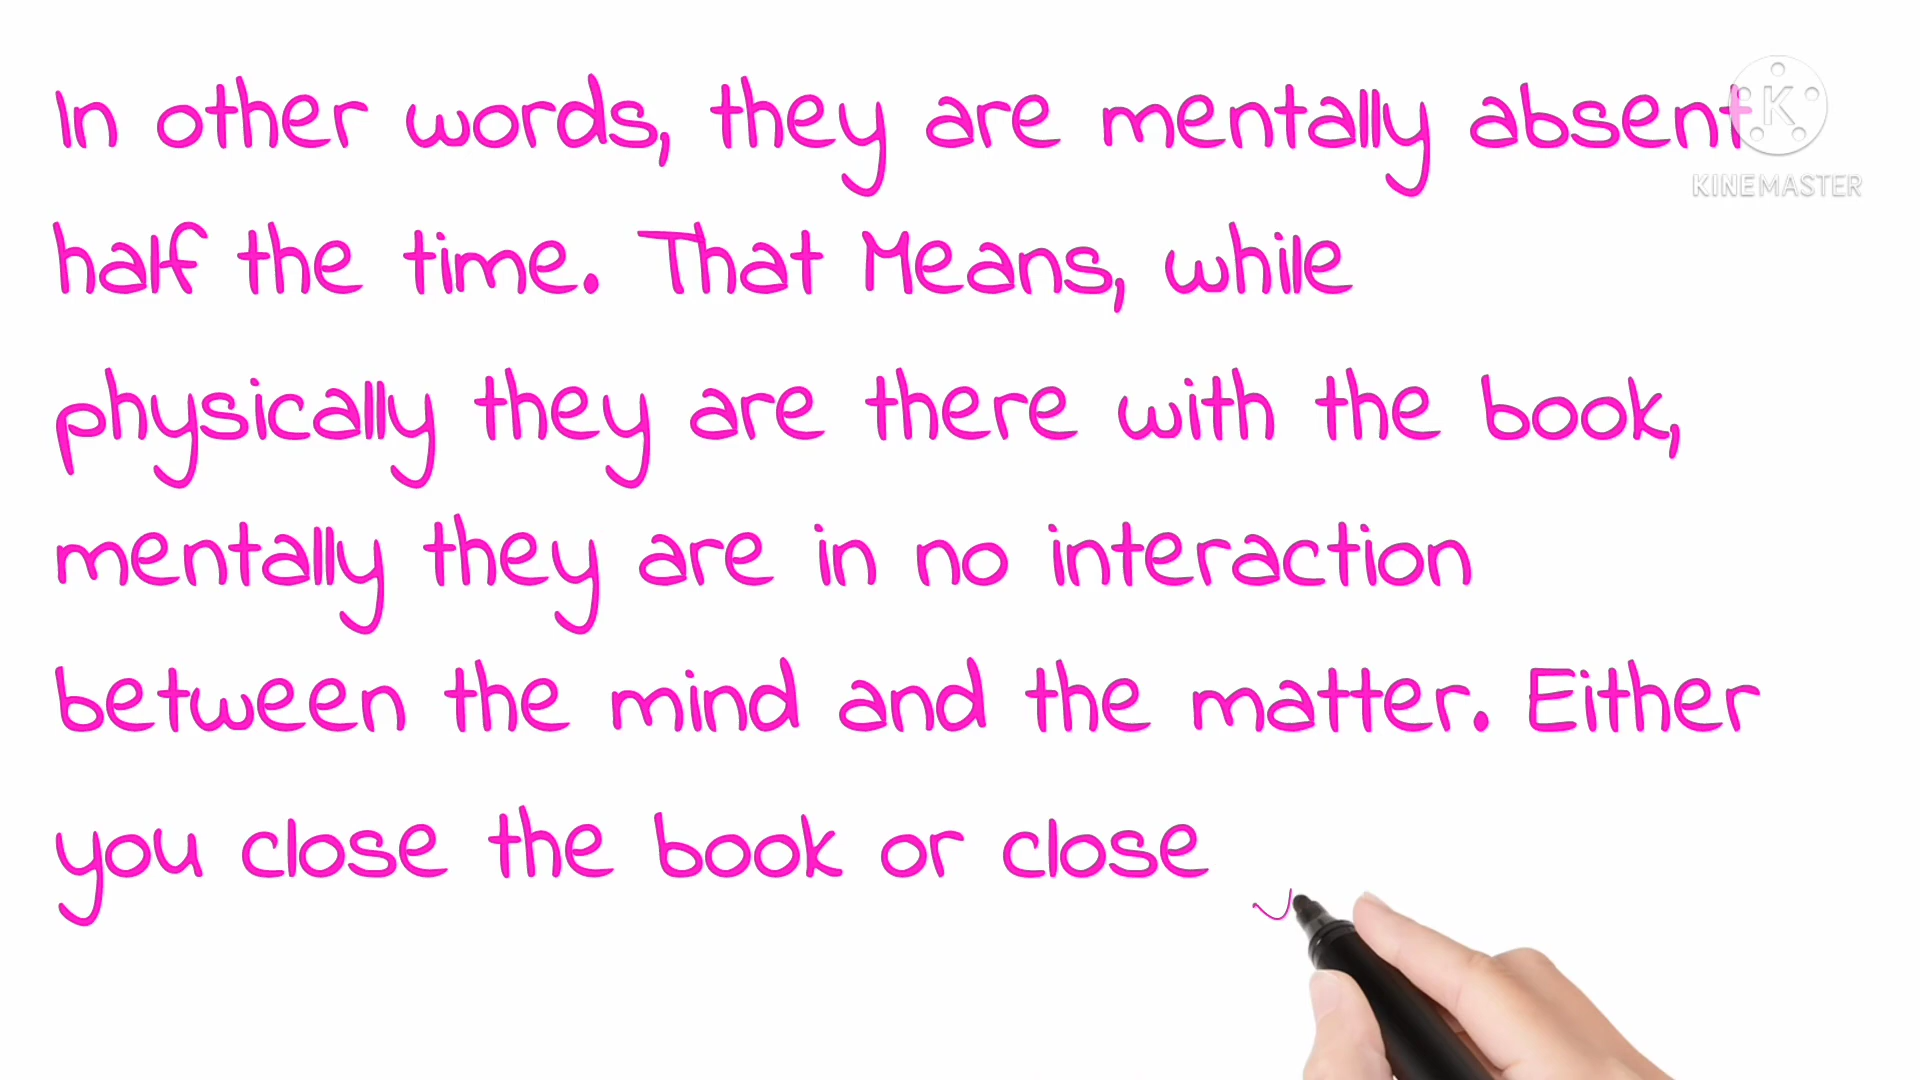 In other words, they are mentally absent
half the time. That Means, while
physically they are there with the book,
mentally they are in no interaction
between the mind and the matter. Either
you close the book or close
K
KINEMASTER